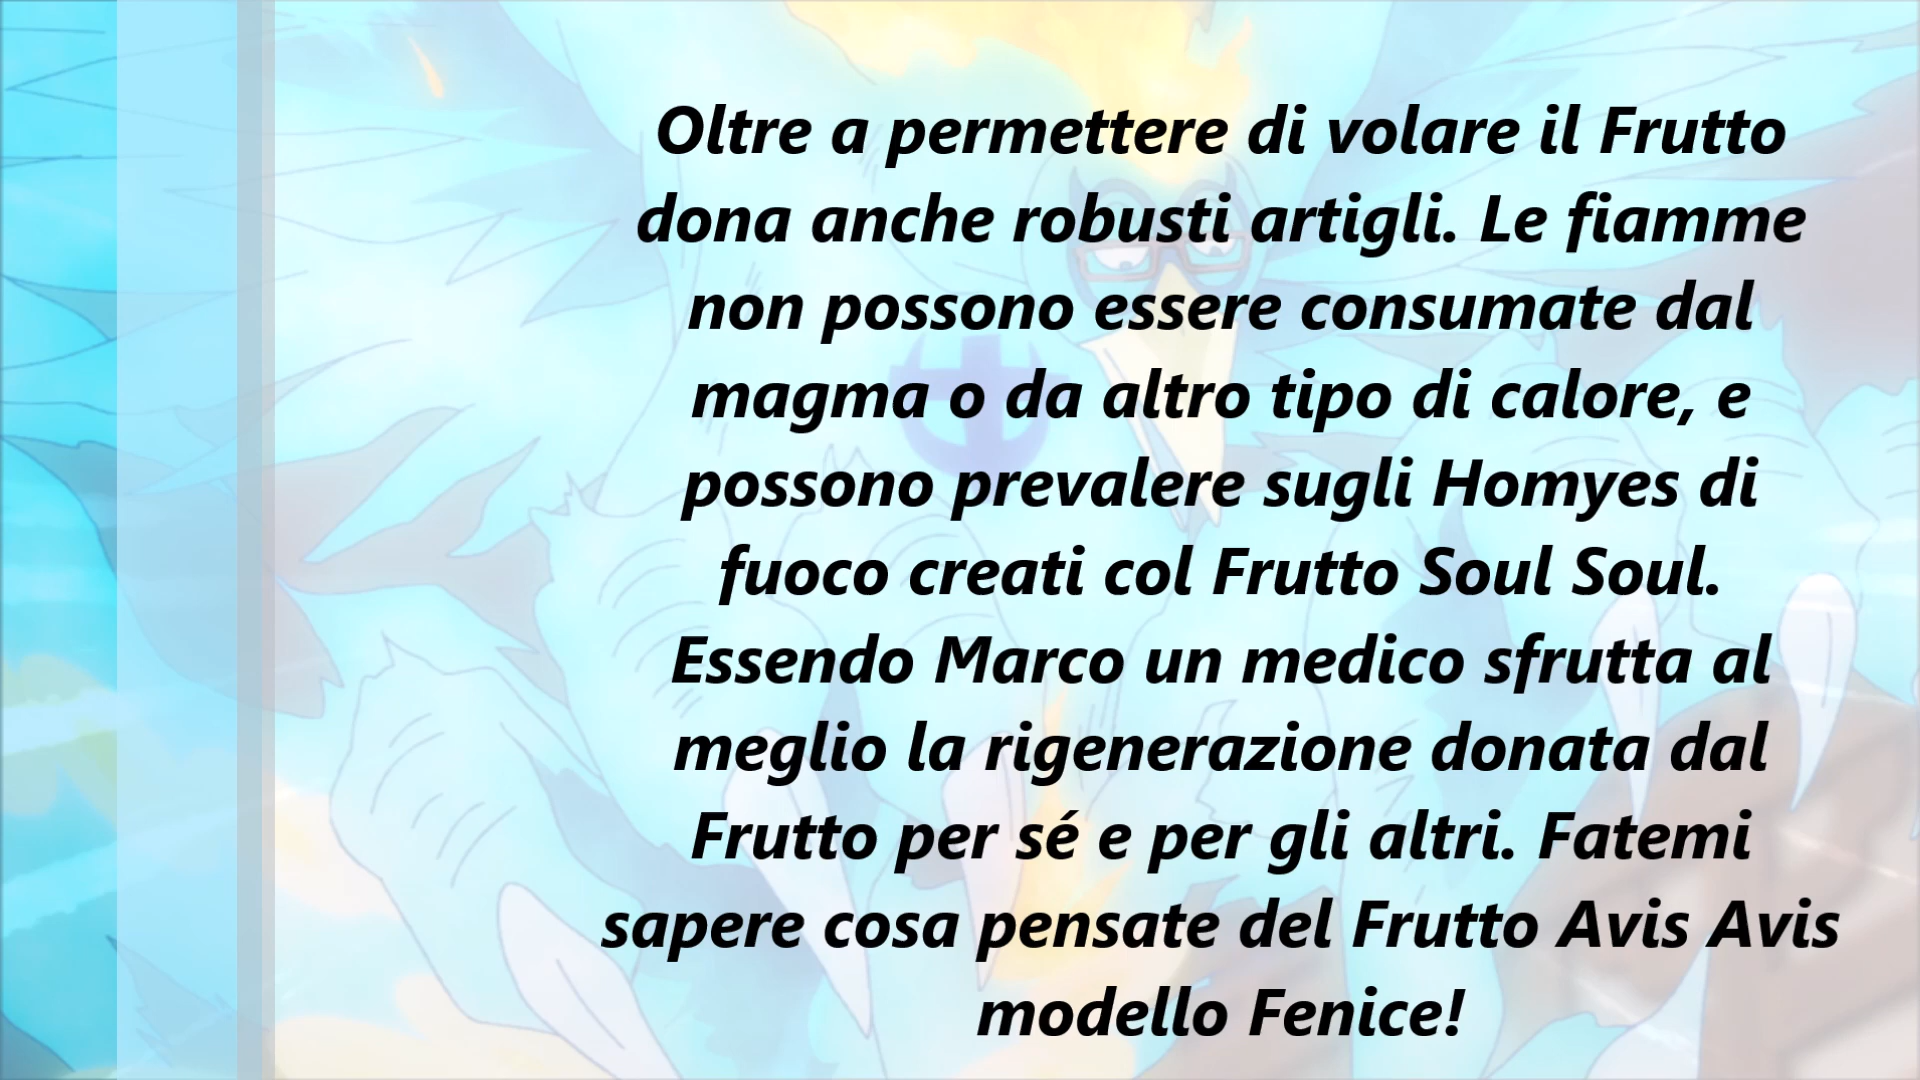 Oltre a permettere di volare il Frutto
dona anche robusti artigli. Le fiamme
non possono essere consumate dal
magma o da altro tipo di calore, e
possono prevalere sugli Homyes di
fuoco creati col Frutto Soul Soul.
Essendo Marco un medico sfrutta al
meglio la rigenerazione donata dal
Frutto per sé e per gli altri. Fatemi
sapere cosa pensate del Frutto Avis Avis
modello Fenice!